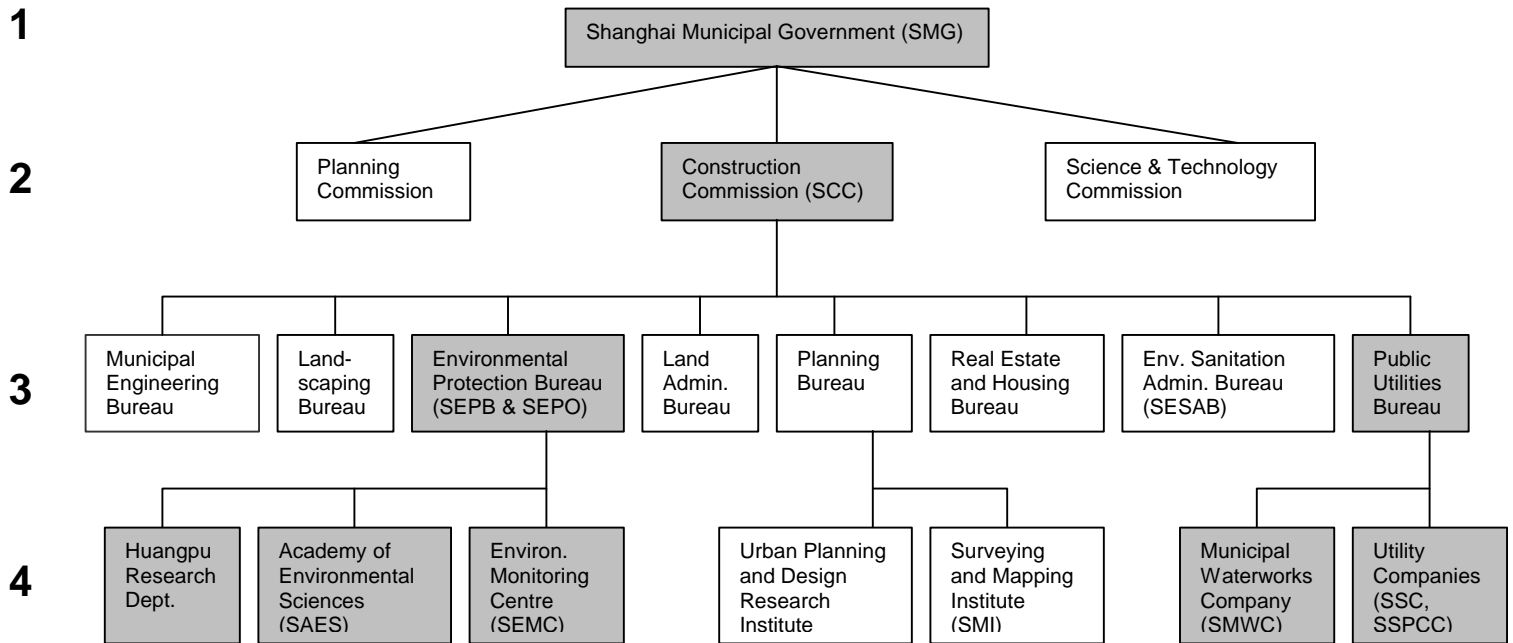 1
Shanghai Municipal Government (SMG)
2
Planning
Commission
Construction
Commission (SCC)
Science & Technology
Commission
3
Municipal
Engineering
Bureau
Land-
scaping
Bureau
Environmental
Protection Bureau
(SEPB & SEPO)
Land
Admin.
Bureau
Planning
Bureau
Real Estate
and Housing
Bureau
Env. Sanitation
Admin. Bureau
(SESAB)
Public
Utilities
Bureau
4
Huangpu
Research
Dept.
Academy of
Environmental
Sciences
(SAES)
Environ.
Monitoring
Centre
(SEMC)
Urban Planning
and Design
Research
Institute
Surveying
and Mapping
Institute
(SMI)
Municipal
Waterworks
Company
(SMWC)
Utility
Companies
(SSC,
SSPCC)